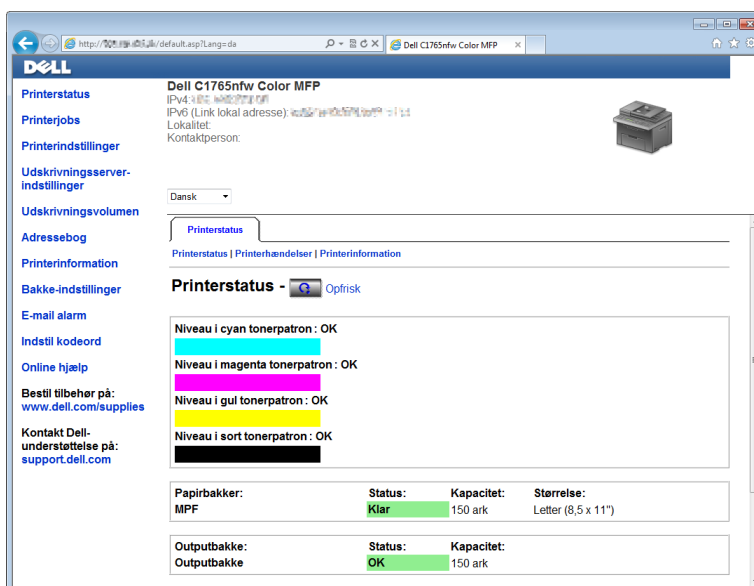 http://
/default.asp?Lang=da
Dell C1765nfw Color MFP
DELL
Printerstatus
Printerjobs
Printerindstillinger
Udskrivningsserver-
indstillinger
Udskrivningsvolumen
Adressebog
Printerinformation
Bakke-indstillinger
E-mail alarm
Indstil kodeord
Online hjælp
Bestil tilbehør på:
www.dell.com/supplies
Kontakt Dell-
understøttelse på:
support.dell.com
Dell C1765nfw Color MFP
IPv4:
IPv6 (Link lokal adresse):
Lokalitet:
Kontaktperson:
Dansk
Printerstatus
Printerstatus | Printerhændelser | Printerinformation
Printerstatus - Opfrisk
Niveau i cyan tonerpatron : OK
Niveau i magenta tonerpatron : OK
Niveau i gul tonerpatron : OK
Niveau i sort tonerpatron : OK
Papirbakker: Status: Kapacitet: Størrelse:
MPF Klar 150 ark Letter (8,5 x 11")
Outputbakke: Status: Kapacitet:
Outputbakke OK 150 ark